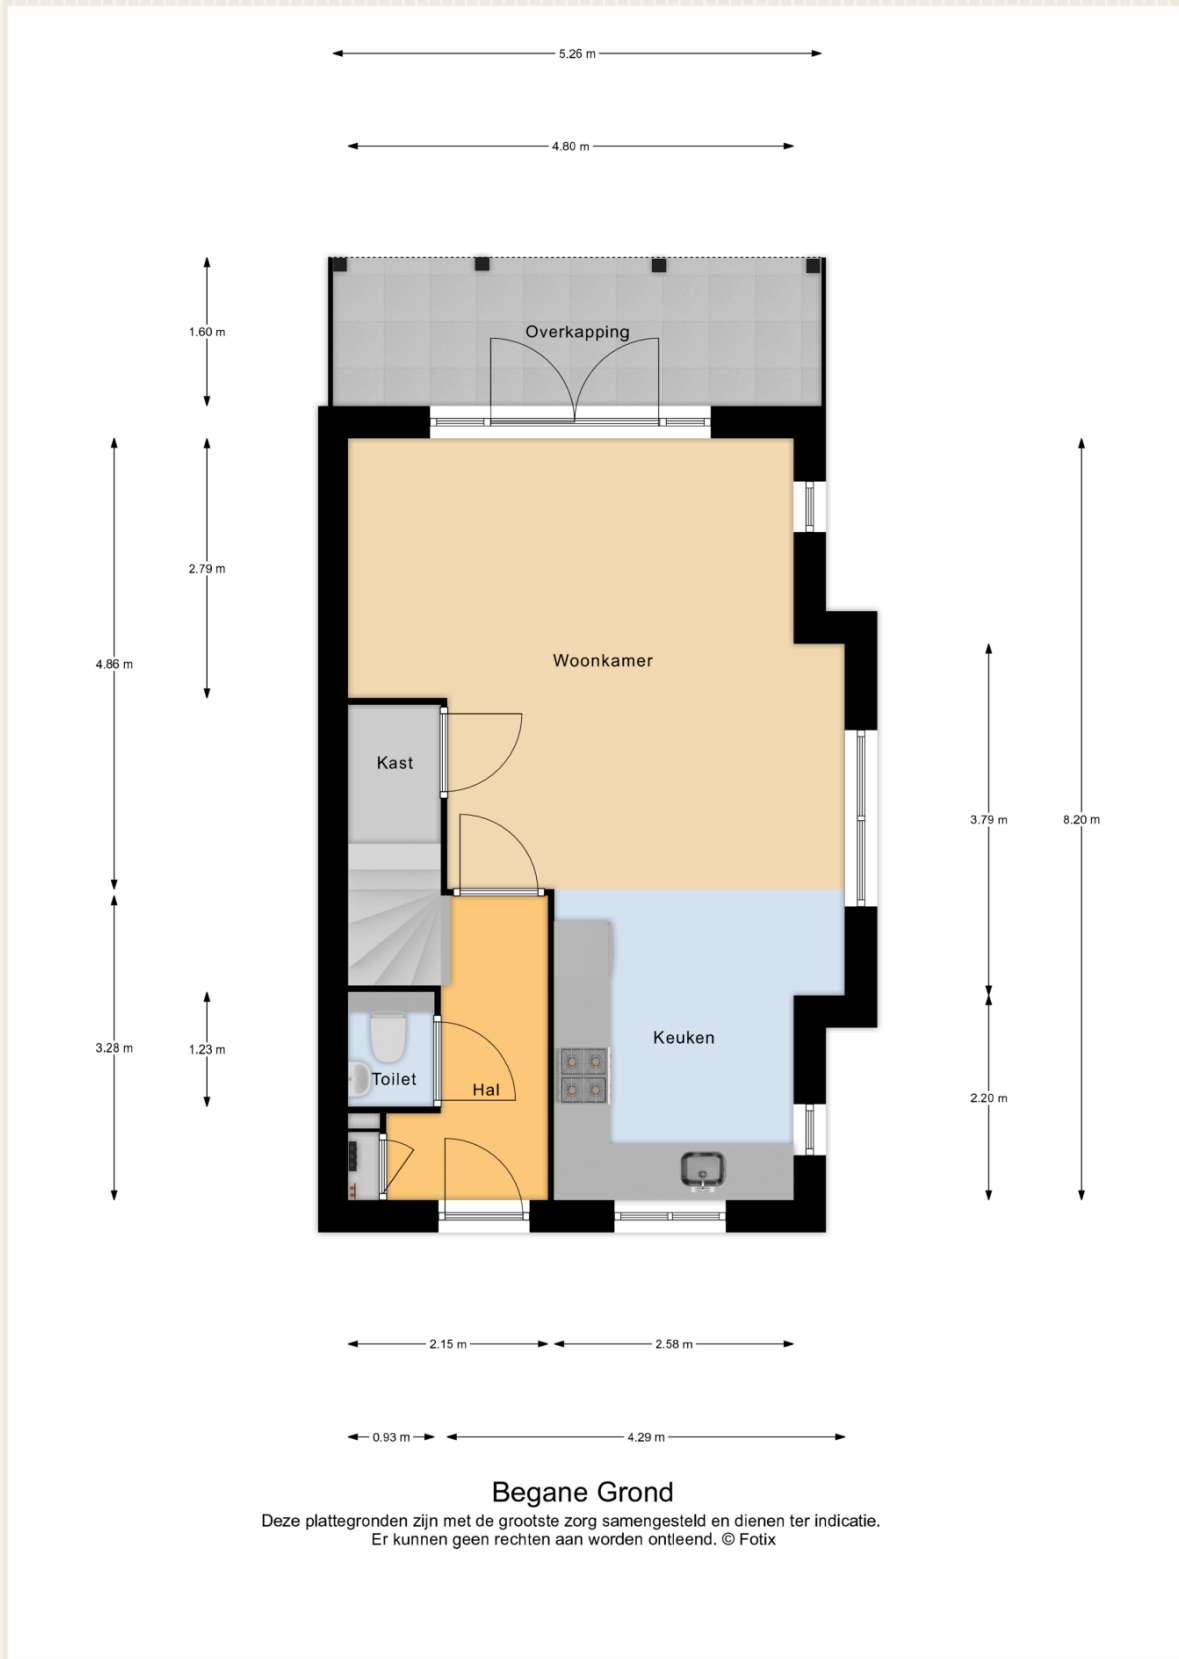 5.26 m
4.80 m
1.60 m
Overkapping
2.79 m
4.86 m
Woonkamer
Kast
3.79 m
8.20 m
Keuken
3.28 m
1.23 m
Toilet
Hal
2.20 m
2.15 m
2.58 m
0.93 m
4.29 m
Begane Grond
Deze plattegronden zijn met de grootste zorg samengesteld en dienen ter indicatie.
Er kunnen geen rechten aan worden ontleend. © Fotix